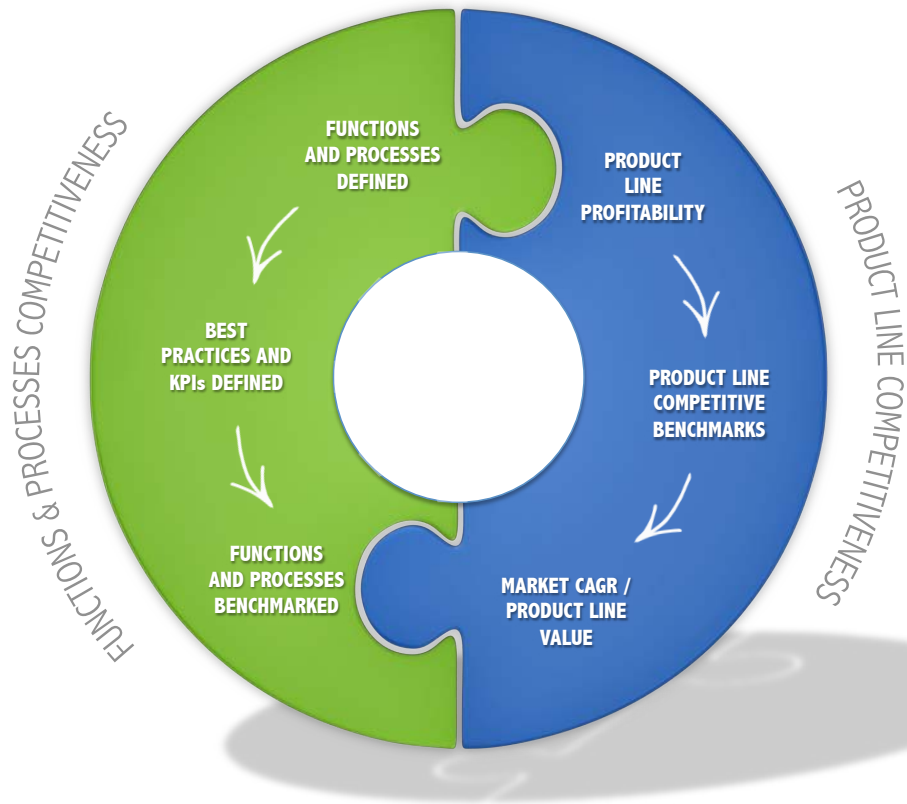 FUNCTIONS & PROCESSES COMPETITIVENESS
FUNCTIONS
AND PROCESSES
DEFINED
BEST
PRACTICES AND
KPIs DEFINED
FUNCTIONS
AND PROCESSES
BENCHMARKED
PRODUCT
LINE
PROFITABILITY
PRODUCT LINE
COMPETITIVE
BENCHMARKS
MARKET CAGR /
PRODUCT LINE
VALUE
PRODUCT LINE COMPETITIVENESS